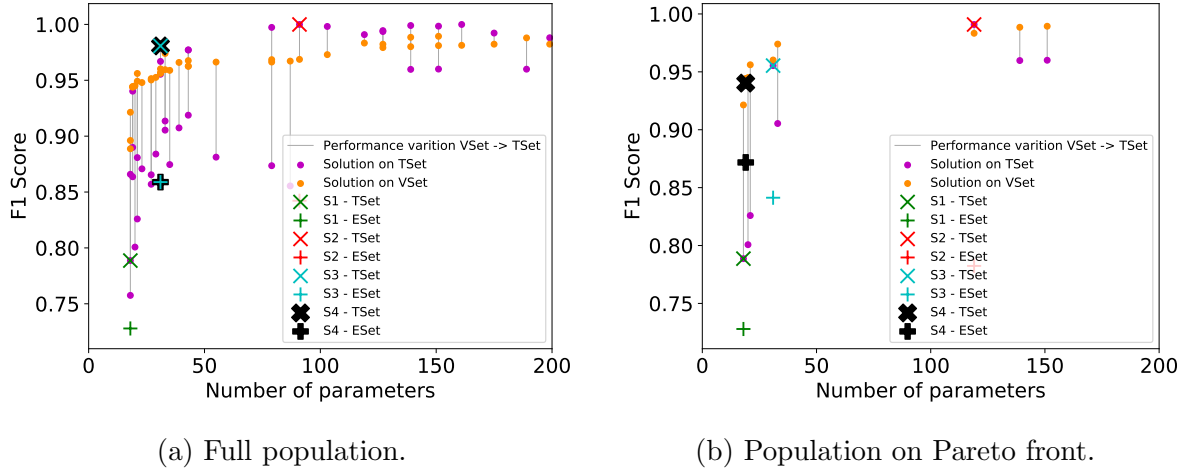 1.00
0.95
0.90
0.85
0.80
0.75
F1 Score
0 50 100 150 200
Number of parameters
Performance varition VSet -> TSet
Solution on TSet
Solution on VSet
S1 - TSet
S1 - ESet
S2 - TSet
S2 - ESet
S3 - TSet
S3 - ESet
S4 - TSet
S4 - ESet
(a) Full population.
1.00
0.95
0.90
0.85
0.80
0.75
F1 Score
0 50 100 150 200
Number of parameters
Performance varition VSet -> TSet
Solution on TSet
Solution on VSet
S1 - TSet
S1 - ESet
S2 - TSet
S2 - ESet
S3 - TSet
S3 - ESet
S4 - TSet
S4 - ESet
(b) Population on Pareto front.